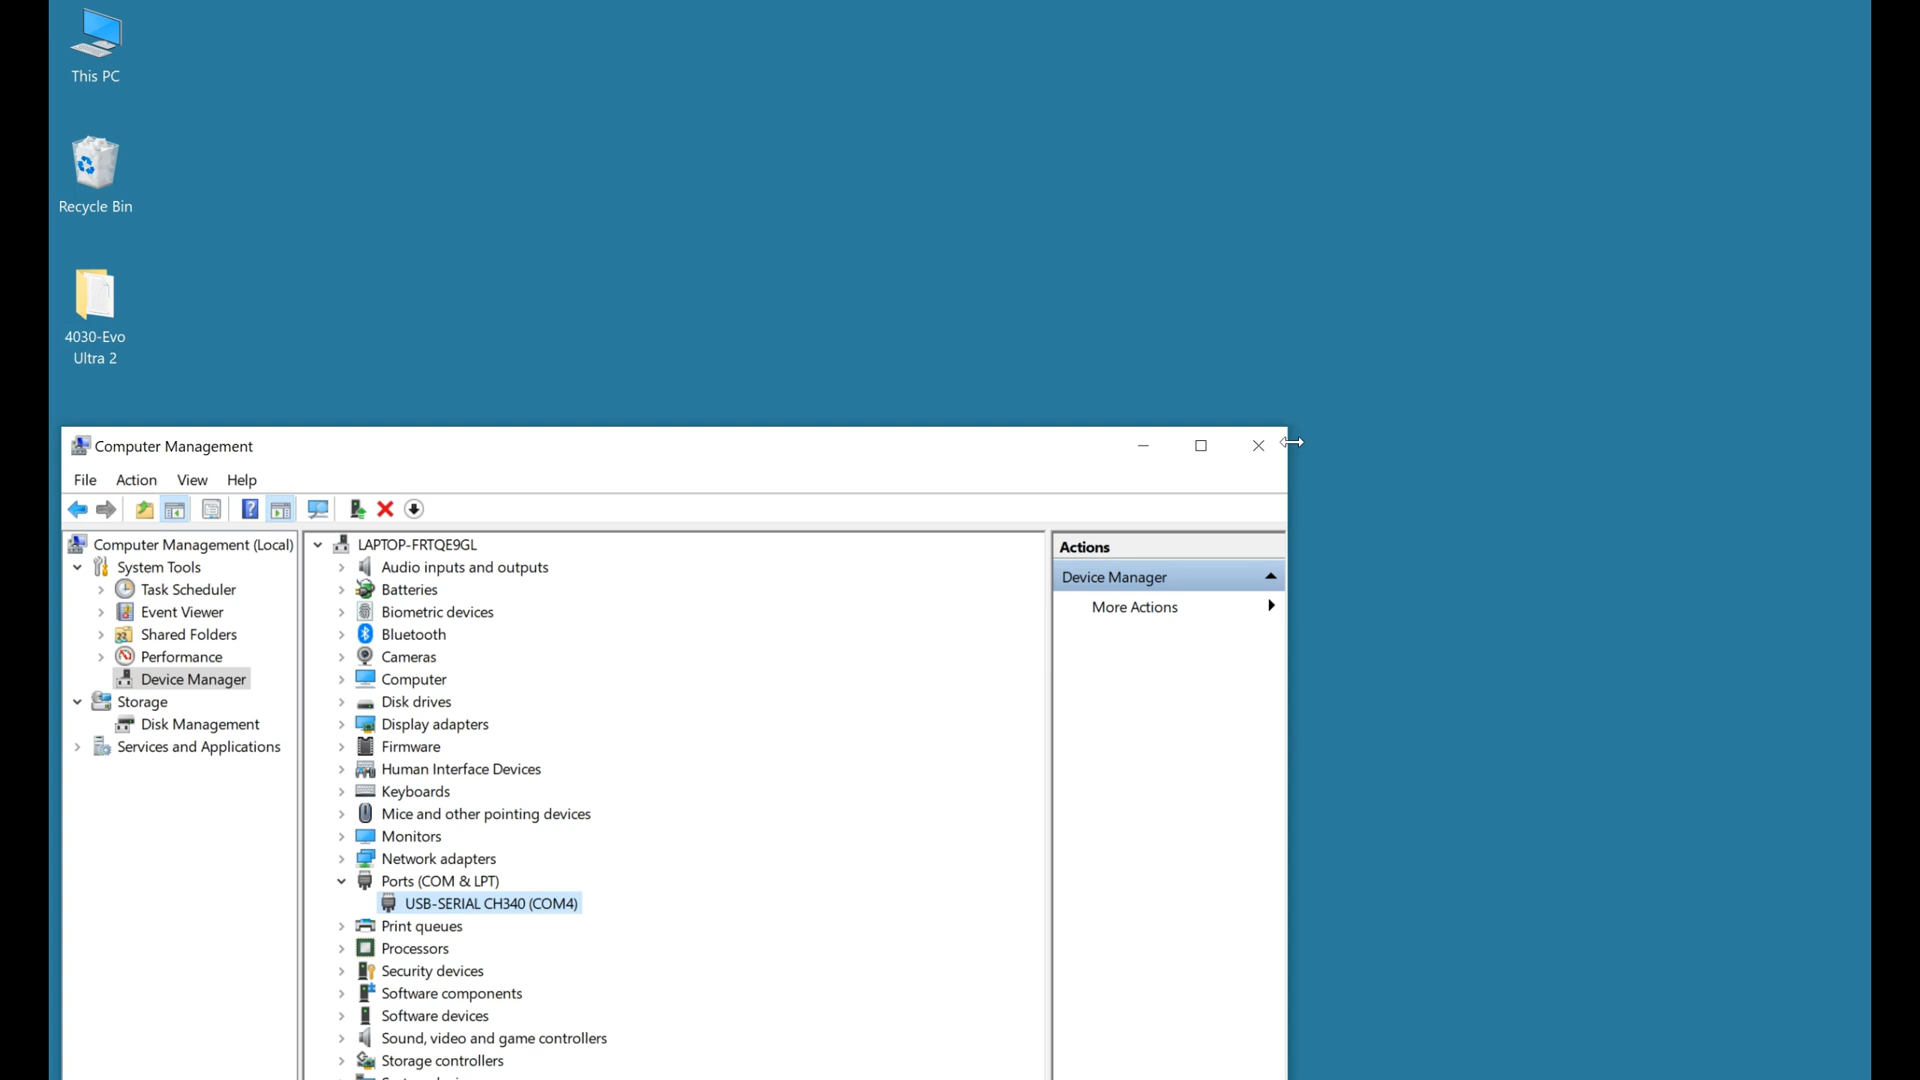 This PC
Recycle Bin
4030-Evo
Ultra 2
Computer Management
File Action View Help
Computer Management (Local)
System Tools
Task Scheduler
Event Viewer
Shared Folders
Performance
Device Manager
Storage
Disk Management
Services and Applications
LAPTOP-FRTQE9GL
Audio inputs and outputs
Batteries
Biometric devices
Bluetooth
Cameras
Computer
Disk drives
Display adapters
Firmware
Human Interface Devices
Keyboards
Mice and other pointing devices
Monitors
Network adapters
Ports (COM & LPT)
USB-SERIAL CH340 (COM4)
Print queues
Processors
Security devices
Software components
Software devices
Sound, video and game controllers
Storage controllers
Actions
Device Manager
More Actions